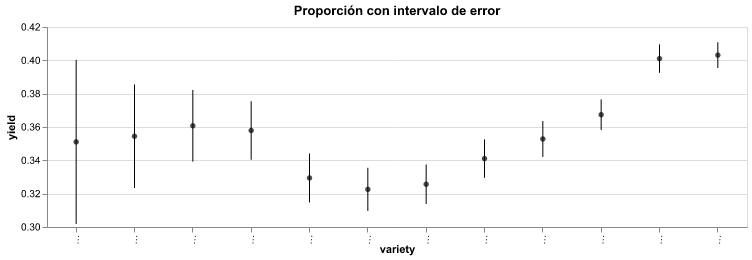 Proporción con intervalo de error
0.42
0.40
0.38
0.36
0.34
0.32
0.30
yield
… … … … … … … … … … … …
variety